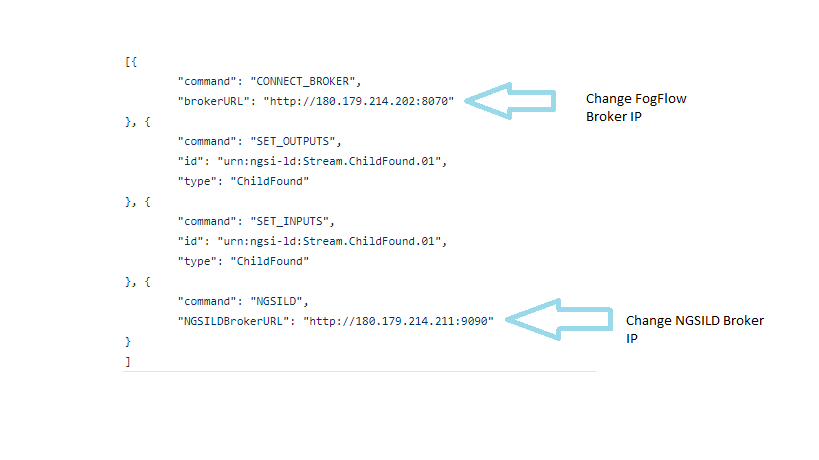 [{
"command": "CONNECT_BROKER",
"brokerURL": "http://180.179.214.202:8070"
Change FogFlow
Broker IP
}, {
"command": "SET_OUTPUTS",
"id": "urn:ngsi-ld:Stream.ChildFound.01",
"type": "ChildFound"
}, {
"command": "SET_INPUTS",
"id": "urn:ngsi-ld:Stream.ChildFound.01",
"type": "ChildFound"
}, {
"command": "NGSILD",
"NGSILDBrokerURL": "http://180.179.214.211:9090"
Change NGSILD Broker
IP
}
]